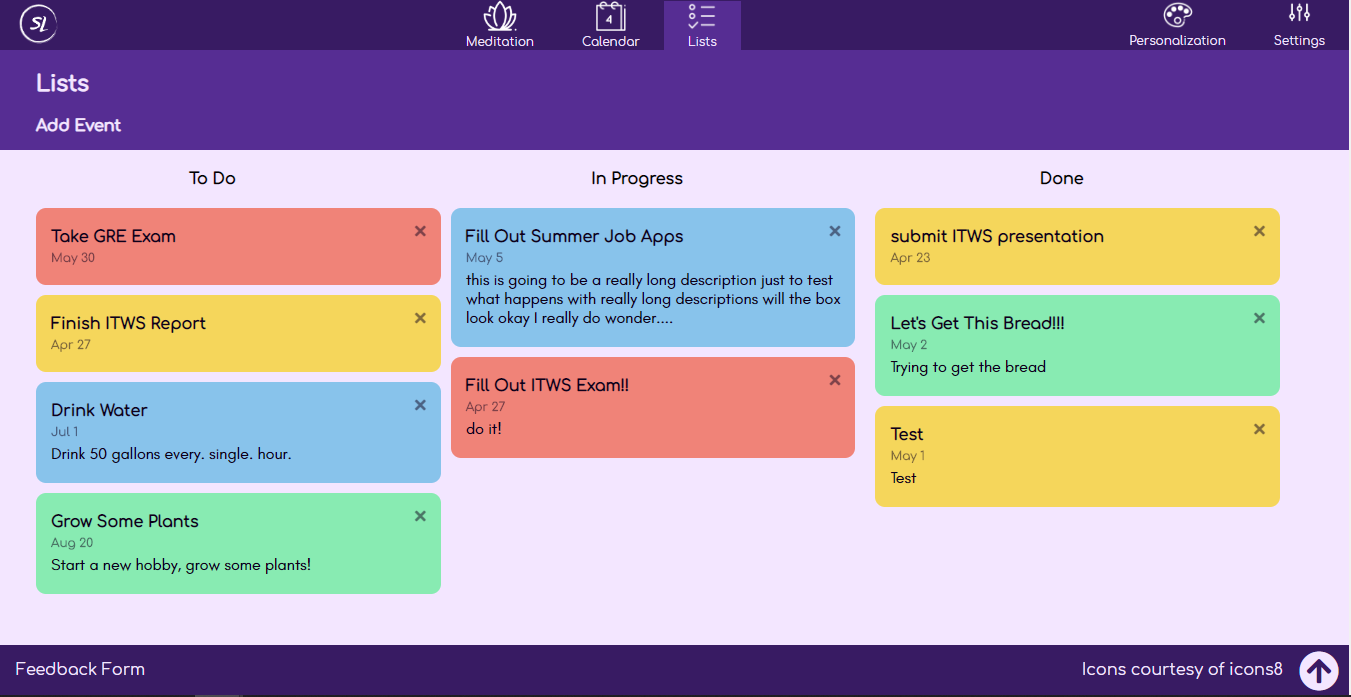 SL
Meditation
4
Calendar
Lists
Personalization
Settings
Lists
Add Event
To Do
Take GRE Exam
May 30
Finish ITWS Report
Apr 27
Drink Water
Jul 1
Drink 50 gallons every. single. hour.
Grow Some Plants
Aug 20
Start a new hobby, grow some plants!
In Progress
Fill Out Summer Job Apps
May 5
this is going to be a really long description just to test
what happens with really long descriptions will the box
look okay I really do wonder....
Fill Out ITWS Exam!!
Apr 27
do it!
Done
submit ITWS presentation
Apr 23
Let's Get This Bread!!!
May 2
Trying to get the bread
Test
May 1
Test
Feedback Form
Icons courtesy of icons8